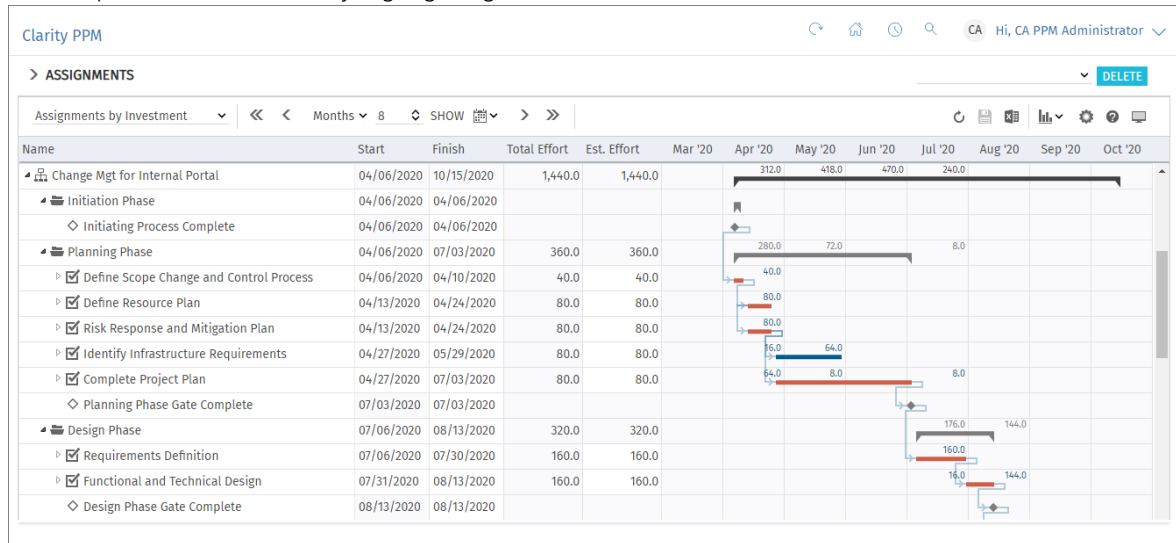 Clarity PPM
CA Hi, CA PPM Administrator
ASSIGNMENTS
DELETE
Assignments by Investment Months 8 SHOW
Name Start Finish Total Effort Est. Effort Mar '20 Apr '20 May '20 Jun '20 Jul '20 Aug '20 Sep '20 Oct '20
Change Mgt for Internal Portal 04/06/2020 10/15/2020 1,440.0 1,440.0 312.0 418.0 470.0 240.0
Initiation Phase 04/06/2020 04/06/2020
Initiating Process Complete 04/06/2020 04/06/2020
Planning Phase 04/06/2020 07/03/2020 360.0 360.0 280.0 72.0 8.0
Define Scope Change and Control Process 04/06/2020 04/10/2020 40.0 40.0 40.0
Define Resource Plan 04/13/2020 04/24/2020 80.0 80.0 80.0
Risk Response and Mitigation Plan 04/13/2020 04/24/2020 80.0 80.0 80.0
Identify Infrastructure Requirements 04/27/2020 05/29/2020 80.0 80.0 16.0 64.0
Complete Project Plan 04/27/2020 07/03/2020 80.0 80.0 64.0 8.0 8.0
Planning Phase Gate Complete 07/03/2020 07/03/2020
Design Phase 07/06/2020 08/13/2020 320.0 320.0 176.0 144.0
Requirements Definition 07/06/2020 07/30/2020 160.0 160.0 160.0
Functional and Technical Design 07/31/2020 08/13/2020 160.0 160.0 16.0 144.0
Design Phase Gate Complete 08/13/2020 08/13/2020